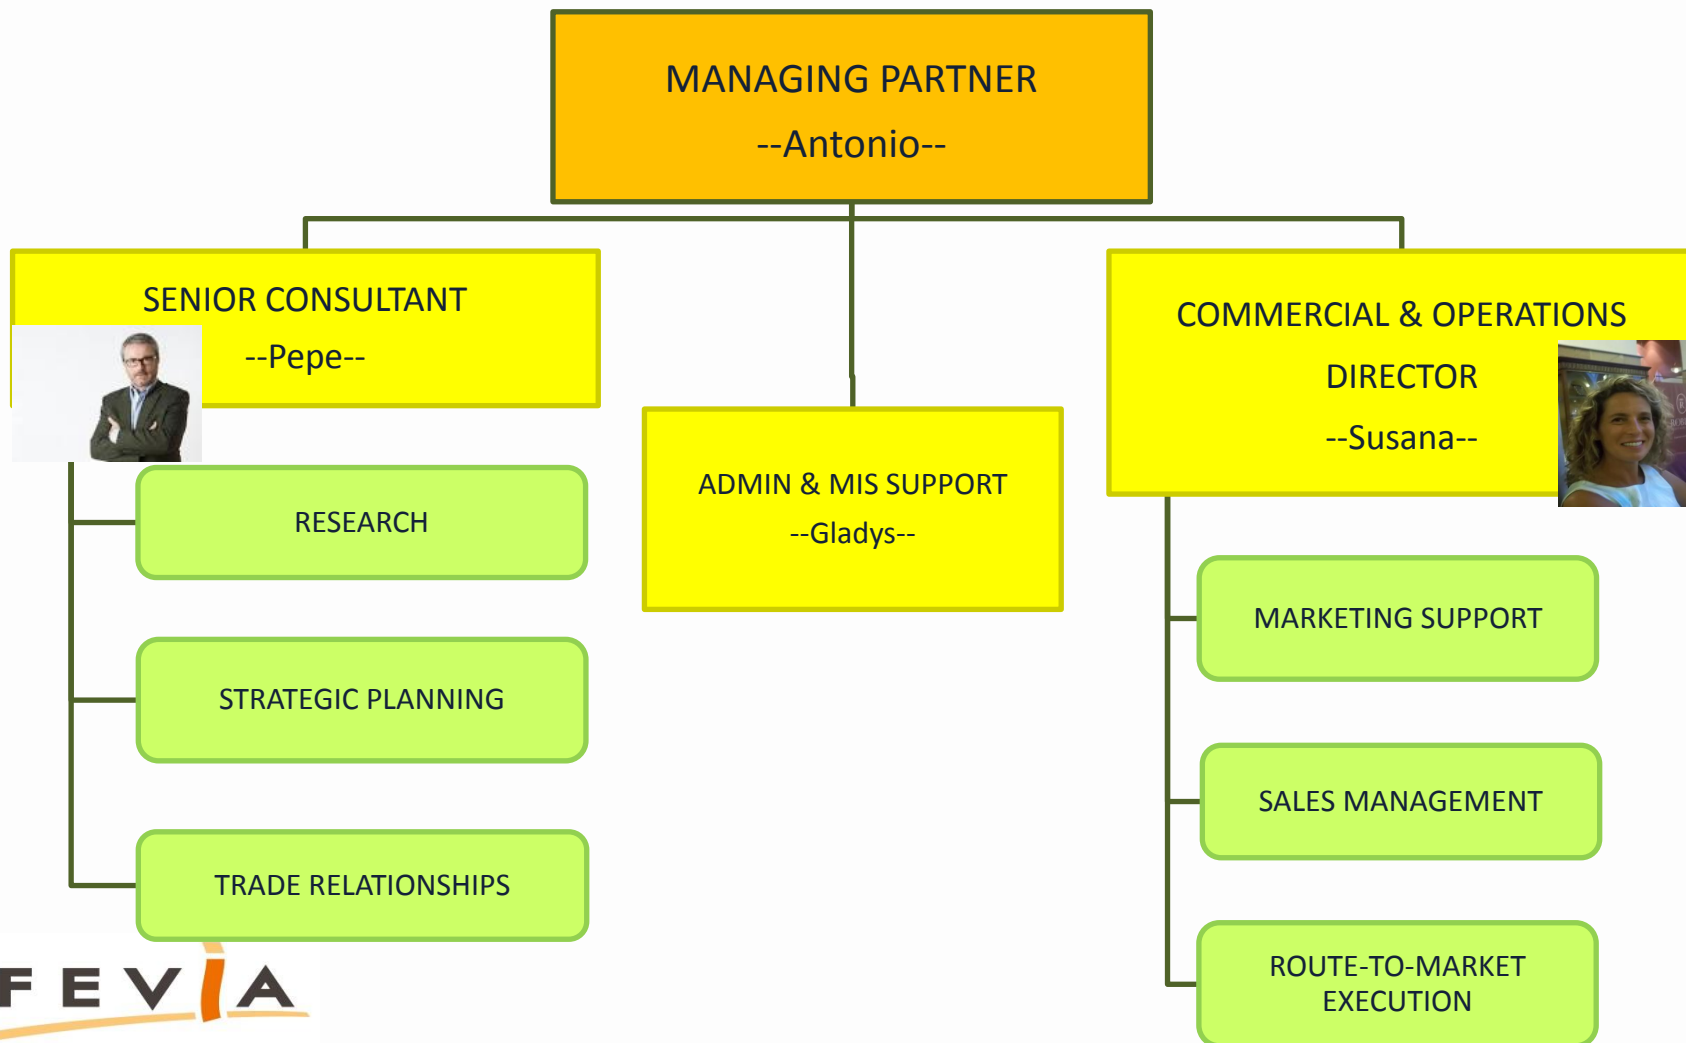 MANAGING PARTNER
--Antonio--
SENIOR CONSULTANT
--Pepe--
COMMERCIAL & OPERATIONS
DIRECTOR
--Susana--
ADMIN & MIS SUPPORT
--Gladys--
RESEARCH
STRATEGIC PLANNING
TRADE RELATIONSHIPS
MARKETING SUPPORT
SALES MANAGEMENT
ROUTE-TO-MARKET
EXECUTION
FEVIA